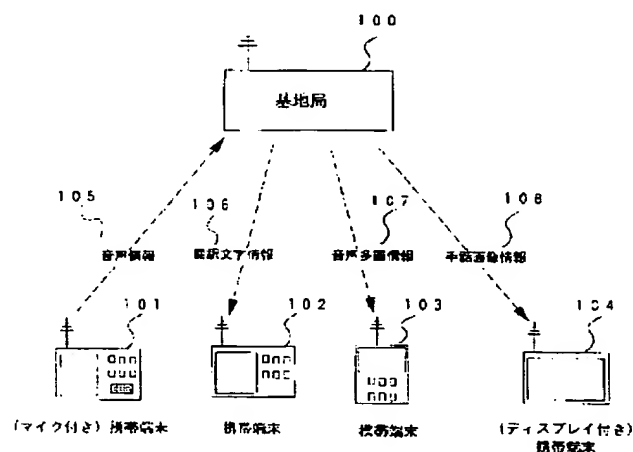 100
基地局
105
106
107
108
音声情報
翻訳文字情報
音声多重情報
手話画像情報
101
102
103
104
(マイク付き)携帯端末
携帯端末
携帯端末
(ディスプレイ付き)
携帯端末